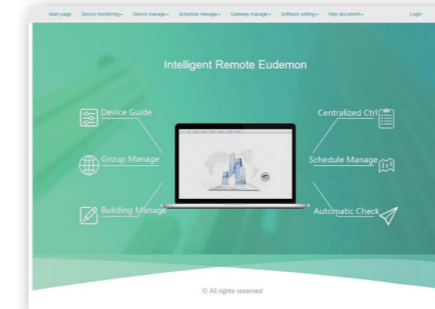 Main page Device monitoring Device manage Schedule manage Gateway manage Software setting Help document Login
Intelligent Remote Eudemon
Device Guide
Centralized Ctrl
Group Manage
Schedule Manage
Building Manage
Automatic Check
© All rights reserved